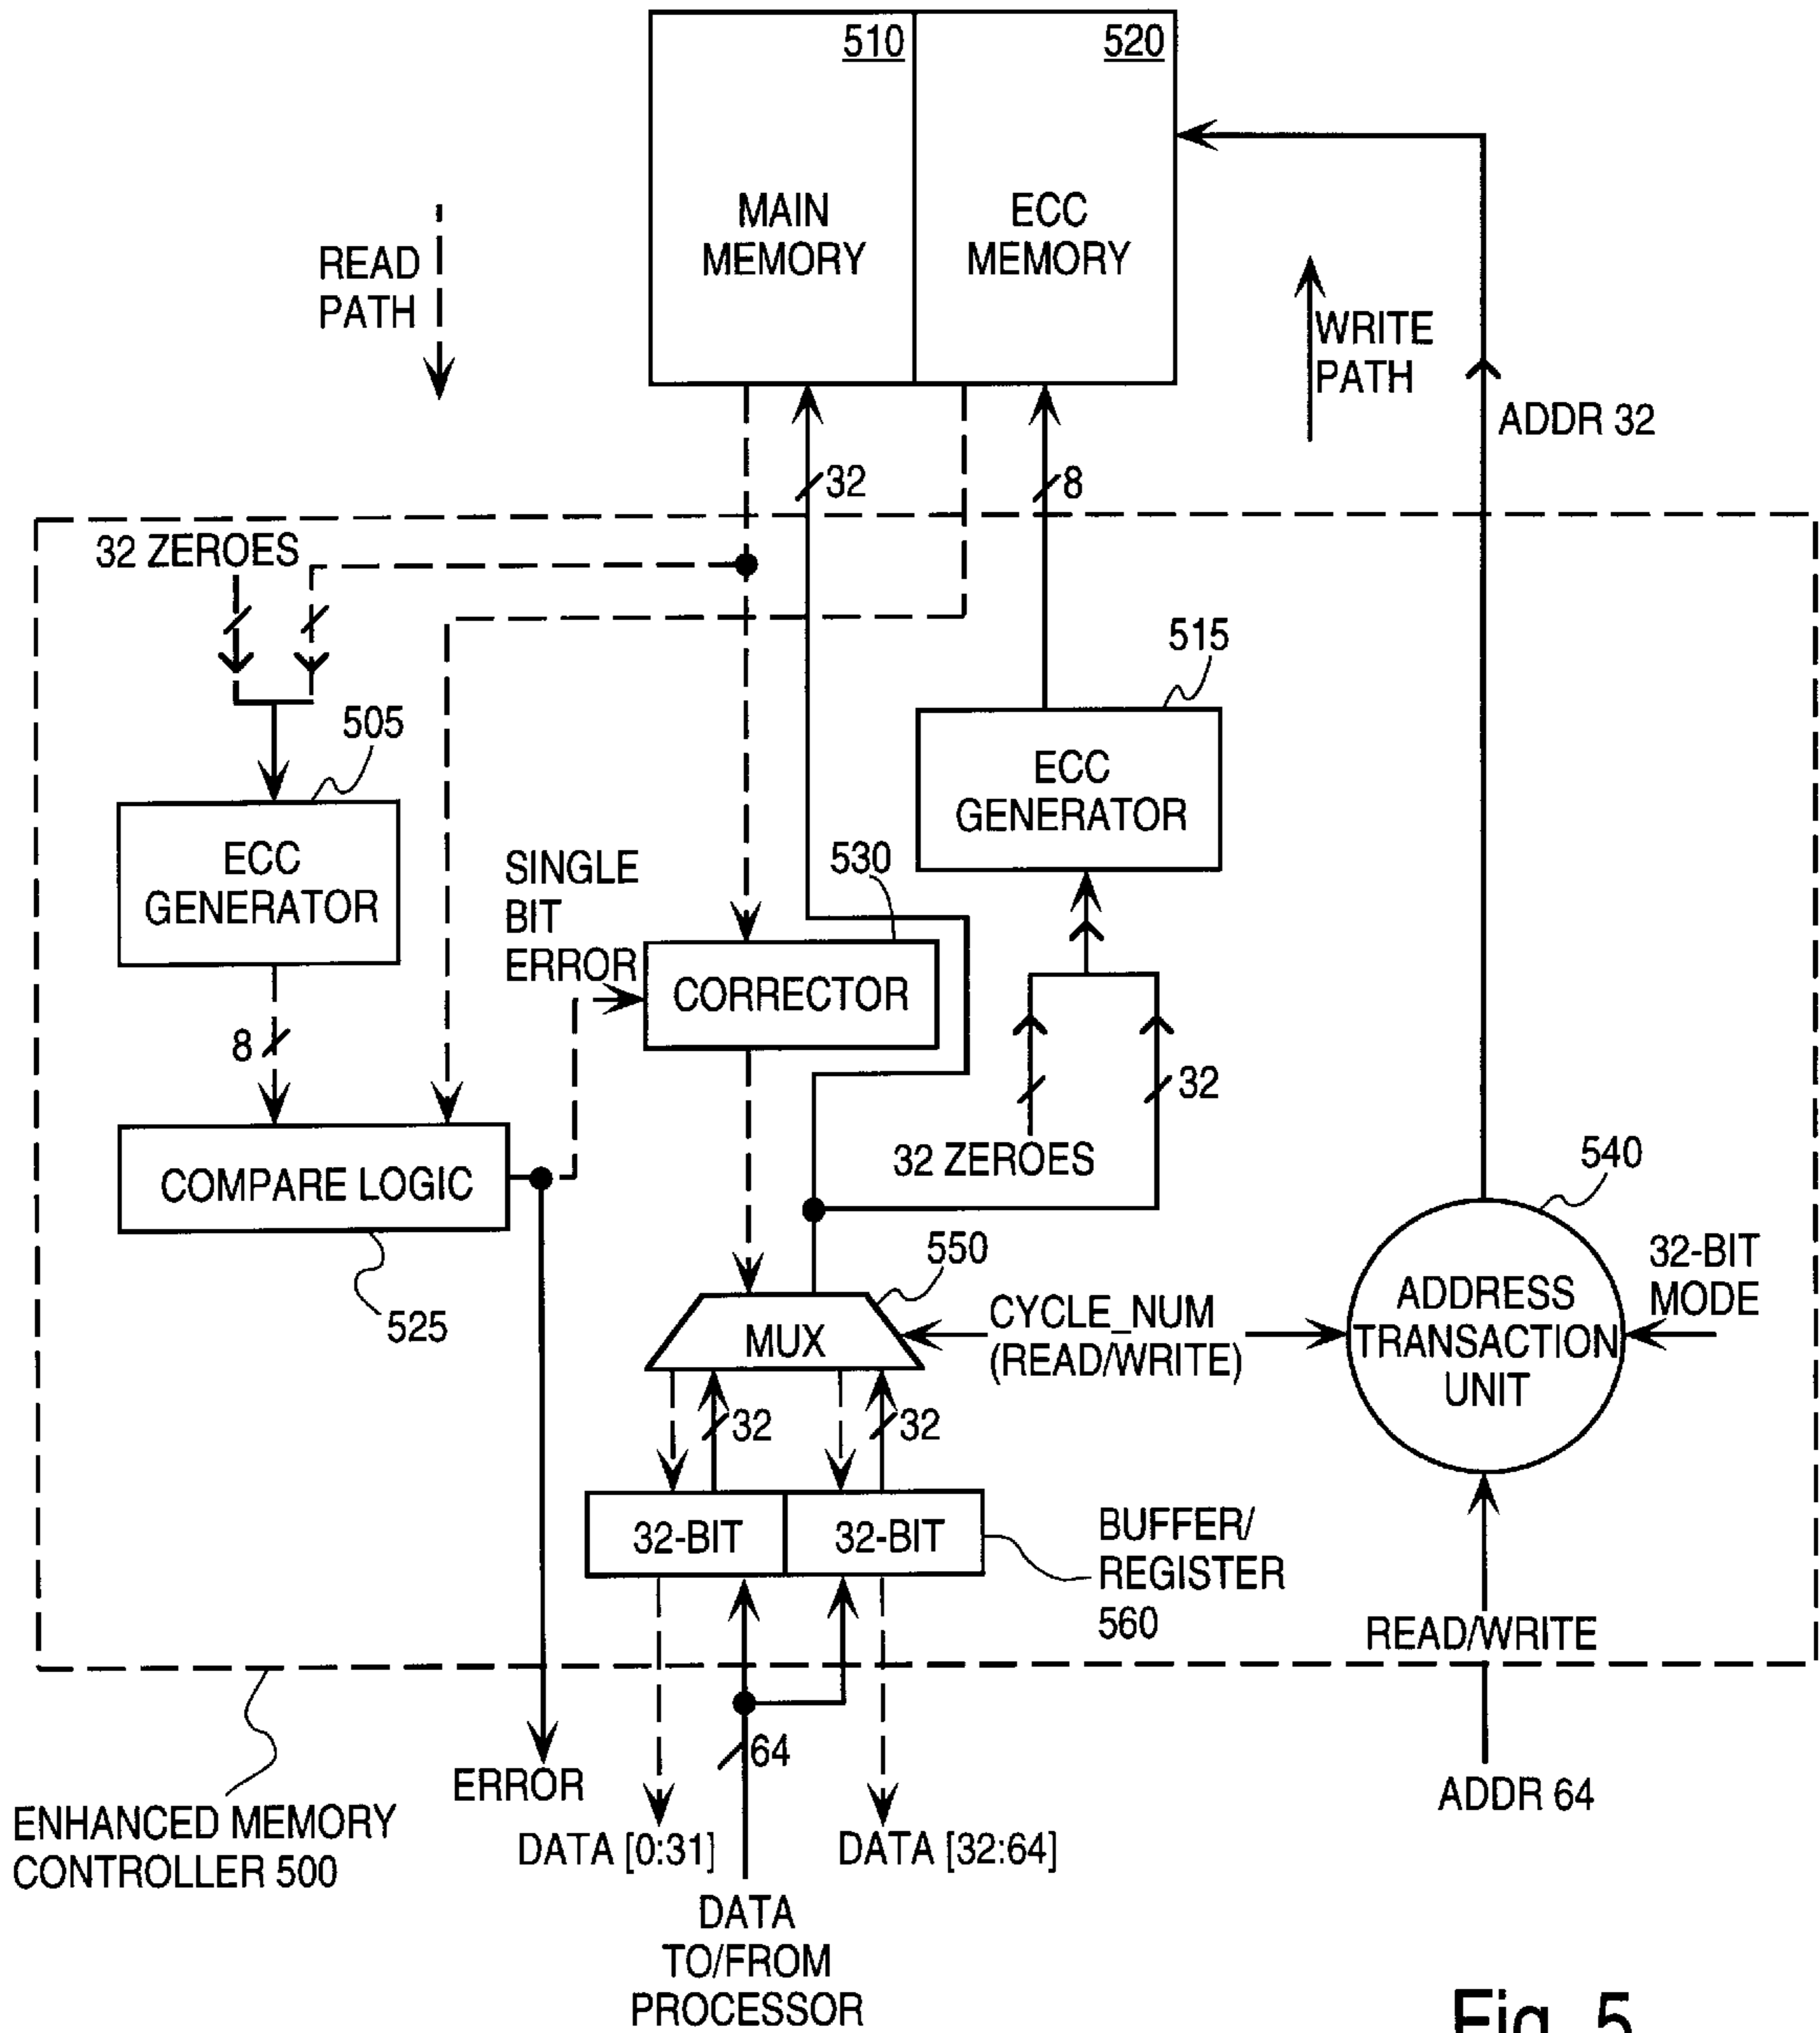 510
520
MAIN
MEMORY
ECC
MEMORY
READ
PATH
WRITE
PATH
ADDR 32
32
8
32 ZEROES
515
505
ECC
GENERATOR
ECC
GENERATOR
530
SINGLE
BIT
ERROR
CORRECTOR
8
32
32 ZEROES
COMPARE LOGIC
540
525
550
MUX
CYCLE_NUM
(READ/WRITE)
ADDRESS
TRANSACTION
UNIT
32-BIT
MODE
32
32
32-BIT
32-BIT
BUFFER/
REGISTER
560
READ/WRITE
64
ERROR
ADDR 64
ENHANCED MEMORY
CONTROLLER 500
DATA [0:31]
DATA [32:64]
DATA
TO/FROM
PROCESSOR
Fig. 5